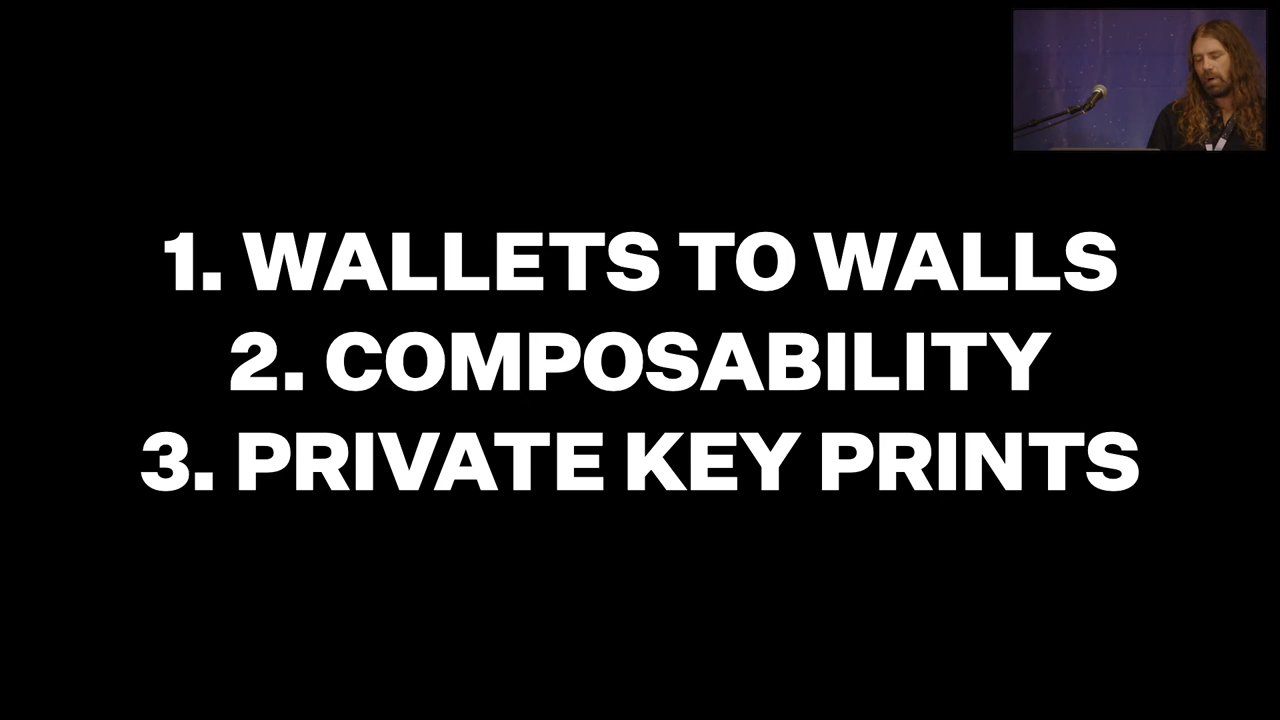 1. WALLETS TO WALLS
2. COMPOSABILITY
3. PRIVATE KEY PRINTS